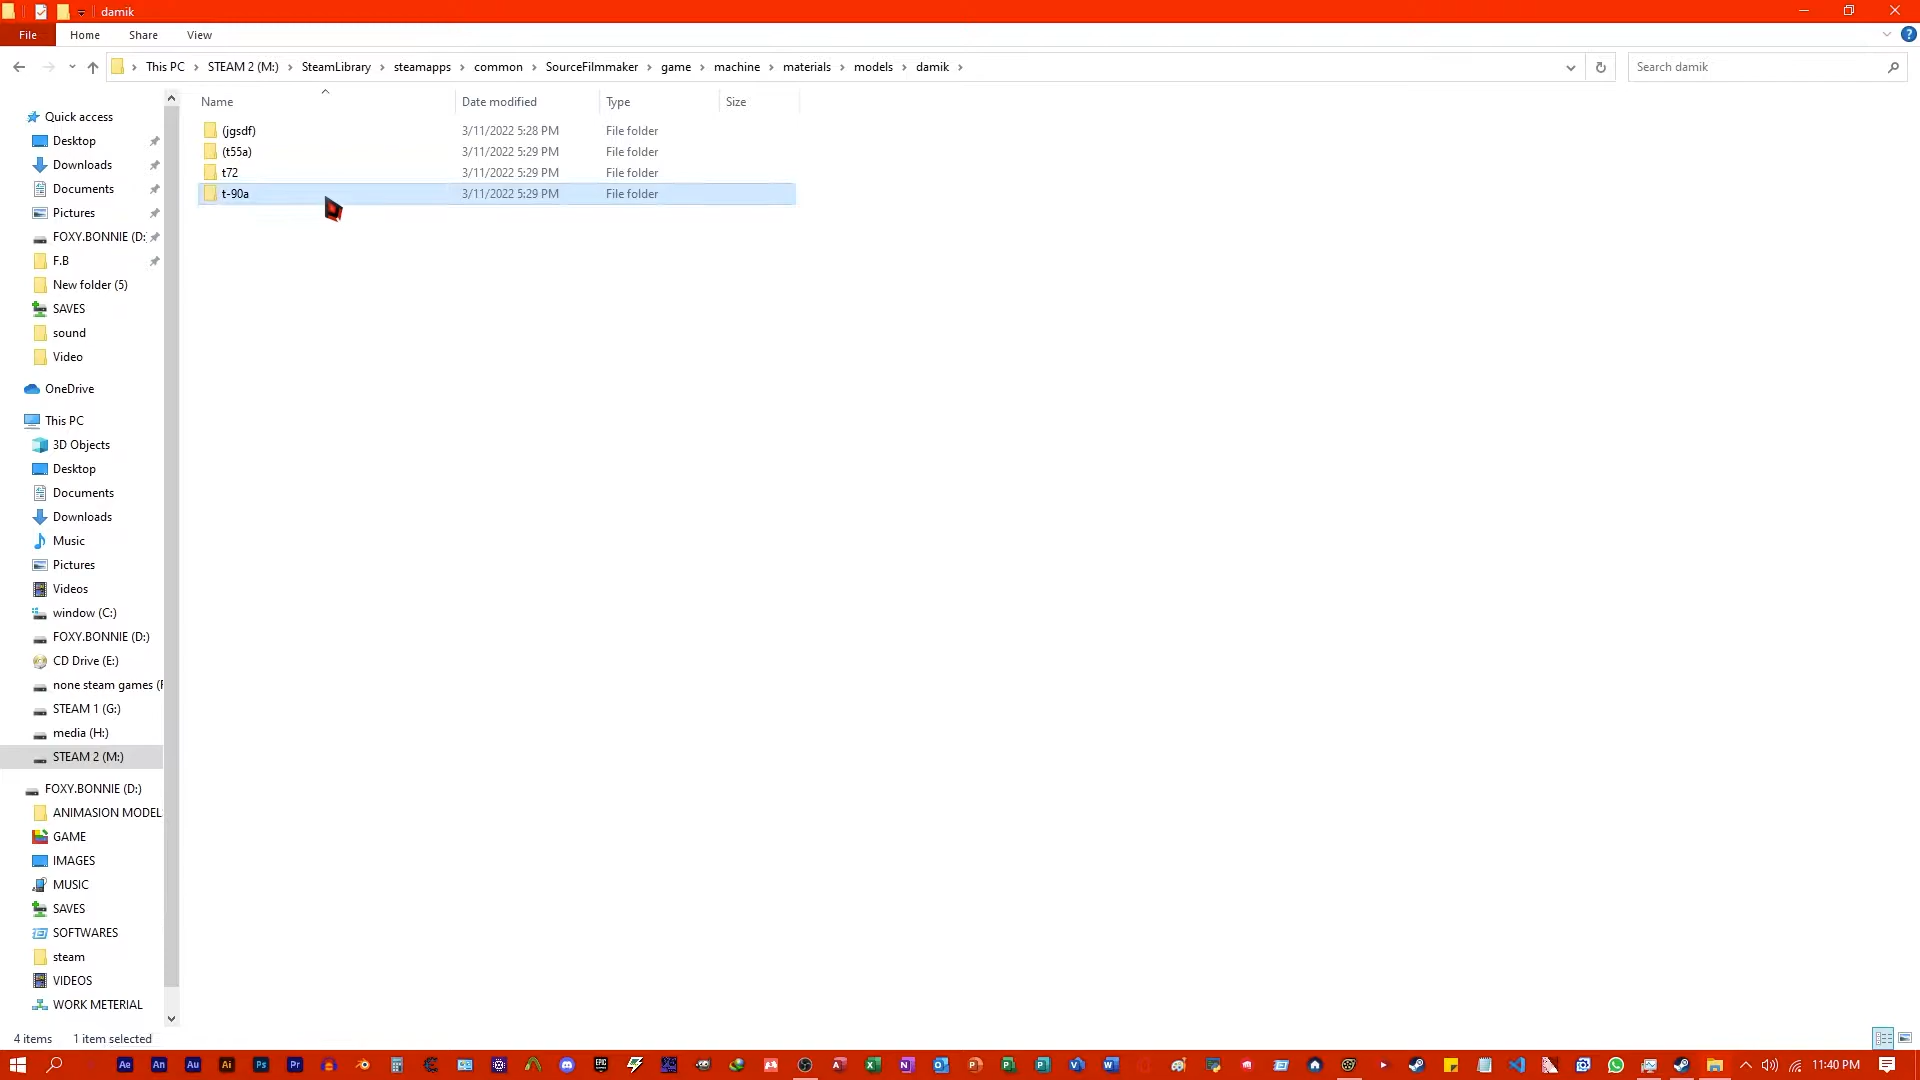 damik
File
Home
Share
View
This PC
STEAM 2 (M:)
SteamLibrary
steamapps
common
SourceFilmmaker
game
machine
materials
models
damik
Search damik
Name
Date modified
Type
Size
(jgsdf)
3/11/2022 5:28 PM
File folder
(t55a)
3/11/2022 5:29 PM
File folder
t72
3/11/2022 5:29 PM
File folder
t-90a
3/11/2022 5:29 PM
File folder
Quick access
Desktop
Downloads
Documents
Pictures
FOXY.BONNIE (D:
F.B
New folder (5)
SAVES
sound
Video
OneDrive
This PC
3D Objects
Desktop
Documents
Downloads
Music
Pictures
Videos
window (C:)
FOXY.BONNIE (D:)
CD Drive (E:)
none steam games (F
STEAM 1 (G:)
media (H:)
STEAM 2 (M:)
FOXY.BONNIE (D:)
ANIMASION MODEL
GAME
IMAGES
MUSIC
SAVES
SOFTWARES
steam
VIDEOS
WORK METERIAL
4 items
1 item selected
Ae
An
Au
Ai
Ps
Pr
11:40 PM